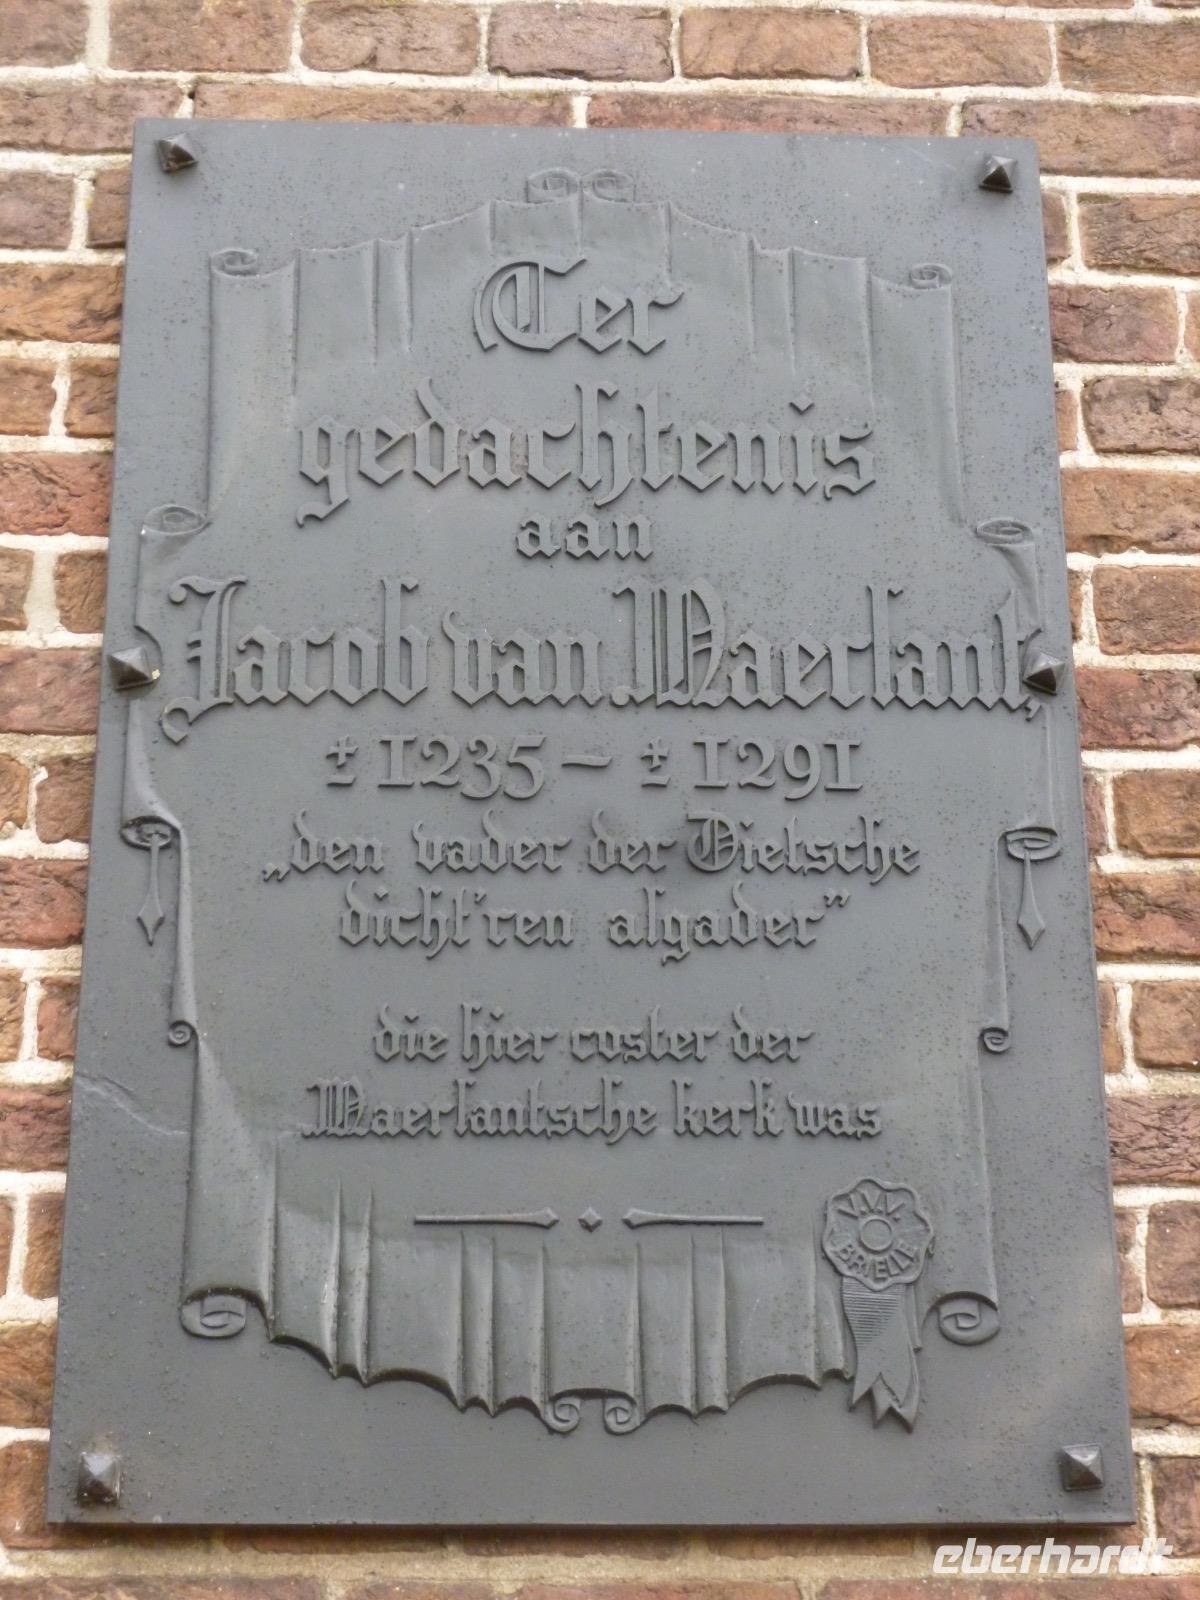 Ter
gedachtenis
aan
Jacob van Maerlant,
± 1235 – ± 1291
„den vader der Dietsche
dicht'ren algader”
die hier coster der
Maerlantsche kerk was
V.V.V.
BRIELLE
eberhardt